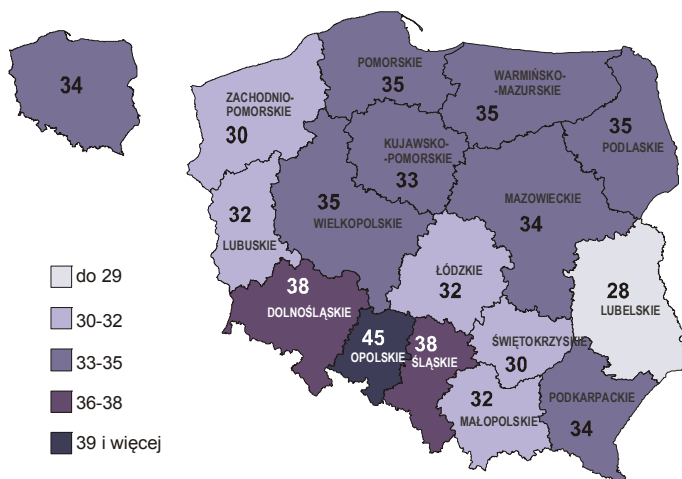 34
POMORSKIE
35
WARMIŃSKO-
-MAZURSKIE
35
ZACHODNIO-
POMORSKIE
30
35
PODLASKIE
KUJAWSKO-
-POMORSKIE
33
32
LUBUSKIE
35
WIELKOPOLSKIE
MAZOWIECKIE
34
ŁÓDZKIE
32
38
DOLNOŚLĄSKIE
28
LUBELSKIE
45
OPOLSKIE
38
ŚLĄSKIE
ŚWIĘTOKRZYSKIE
30
32
MAŁOPOLSKIE
PODKARPACKIE
34
do 29
30-32
33-35
36-38
39 i więcej